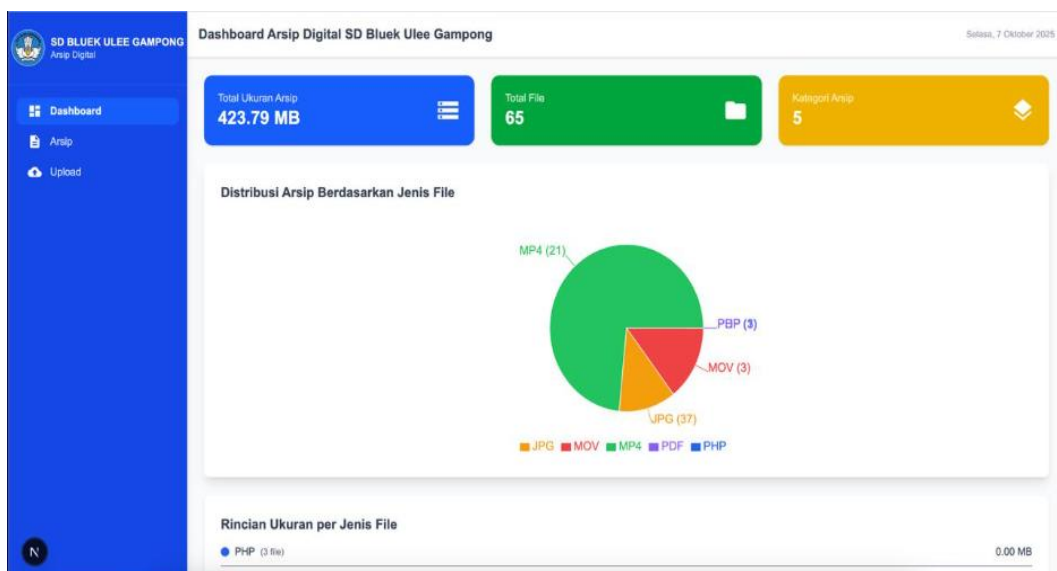 SD BLUEK ULEE GAMPONG
Arsip Digital
Dashboard
Arsip
Upload
Dashboard Arsip Digital SD Bluek Ulee Gampong
Selasa, 7 Oktober 2025
Total Ukuran Arsip
423.79 MB
Total File
65
Kategori Arsip
5
Distribusi Arsip Berdasarkan Jenis File
MP4 (21)
MOV (3)
JPG (37)
JPG MOV MP4 PDF PHP
Rincian Ukuran per Jenis File
PHP (3 file)
0.00 MB
N